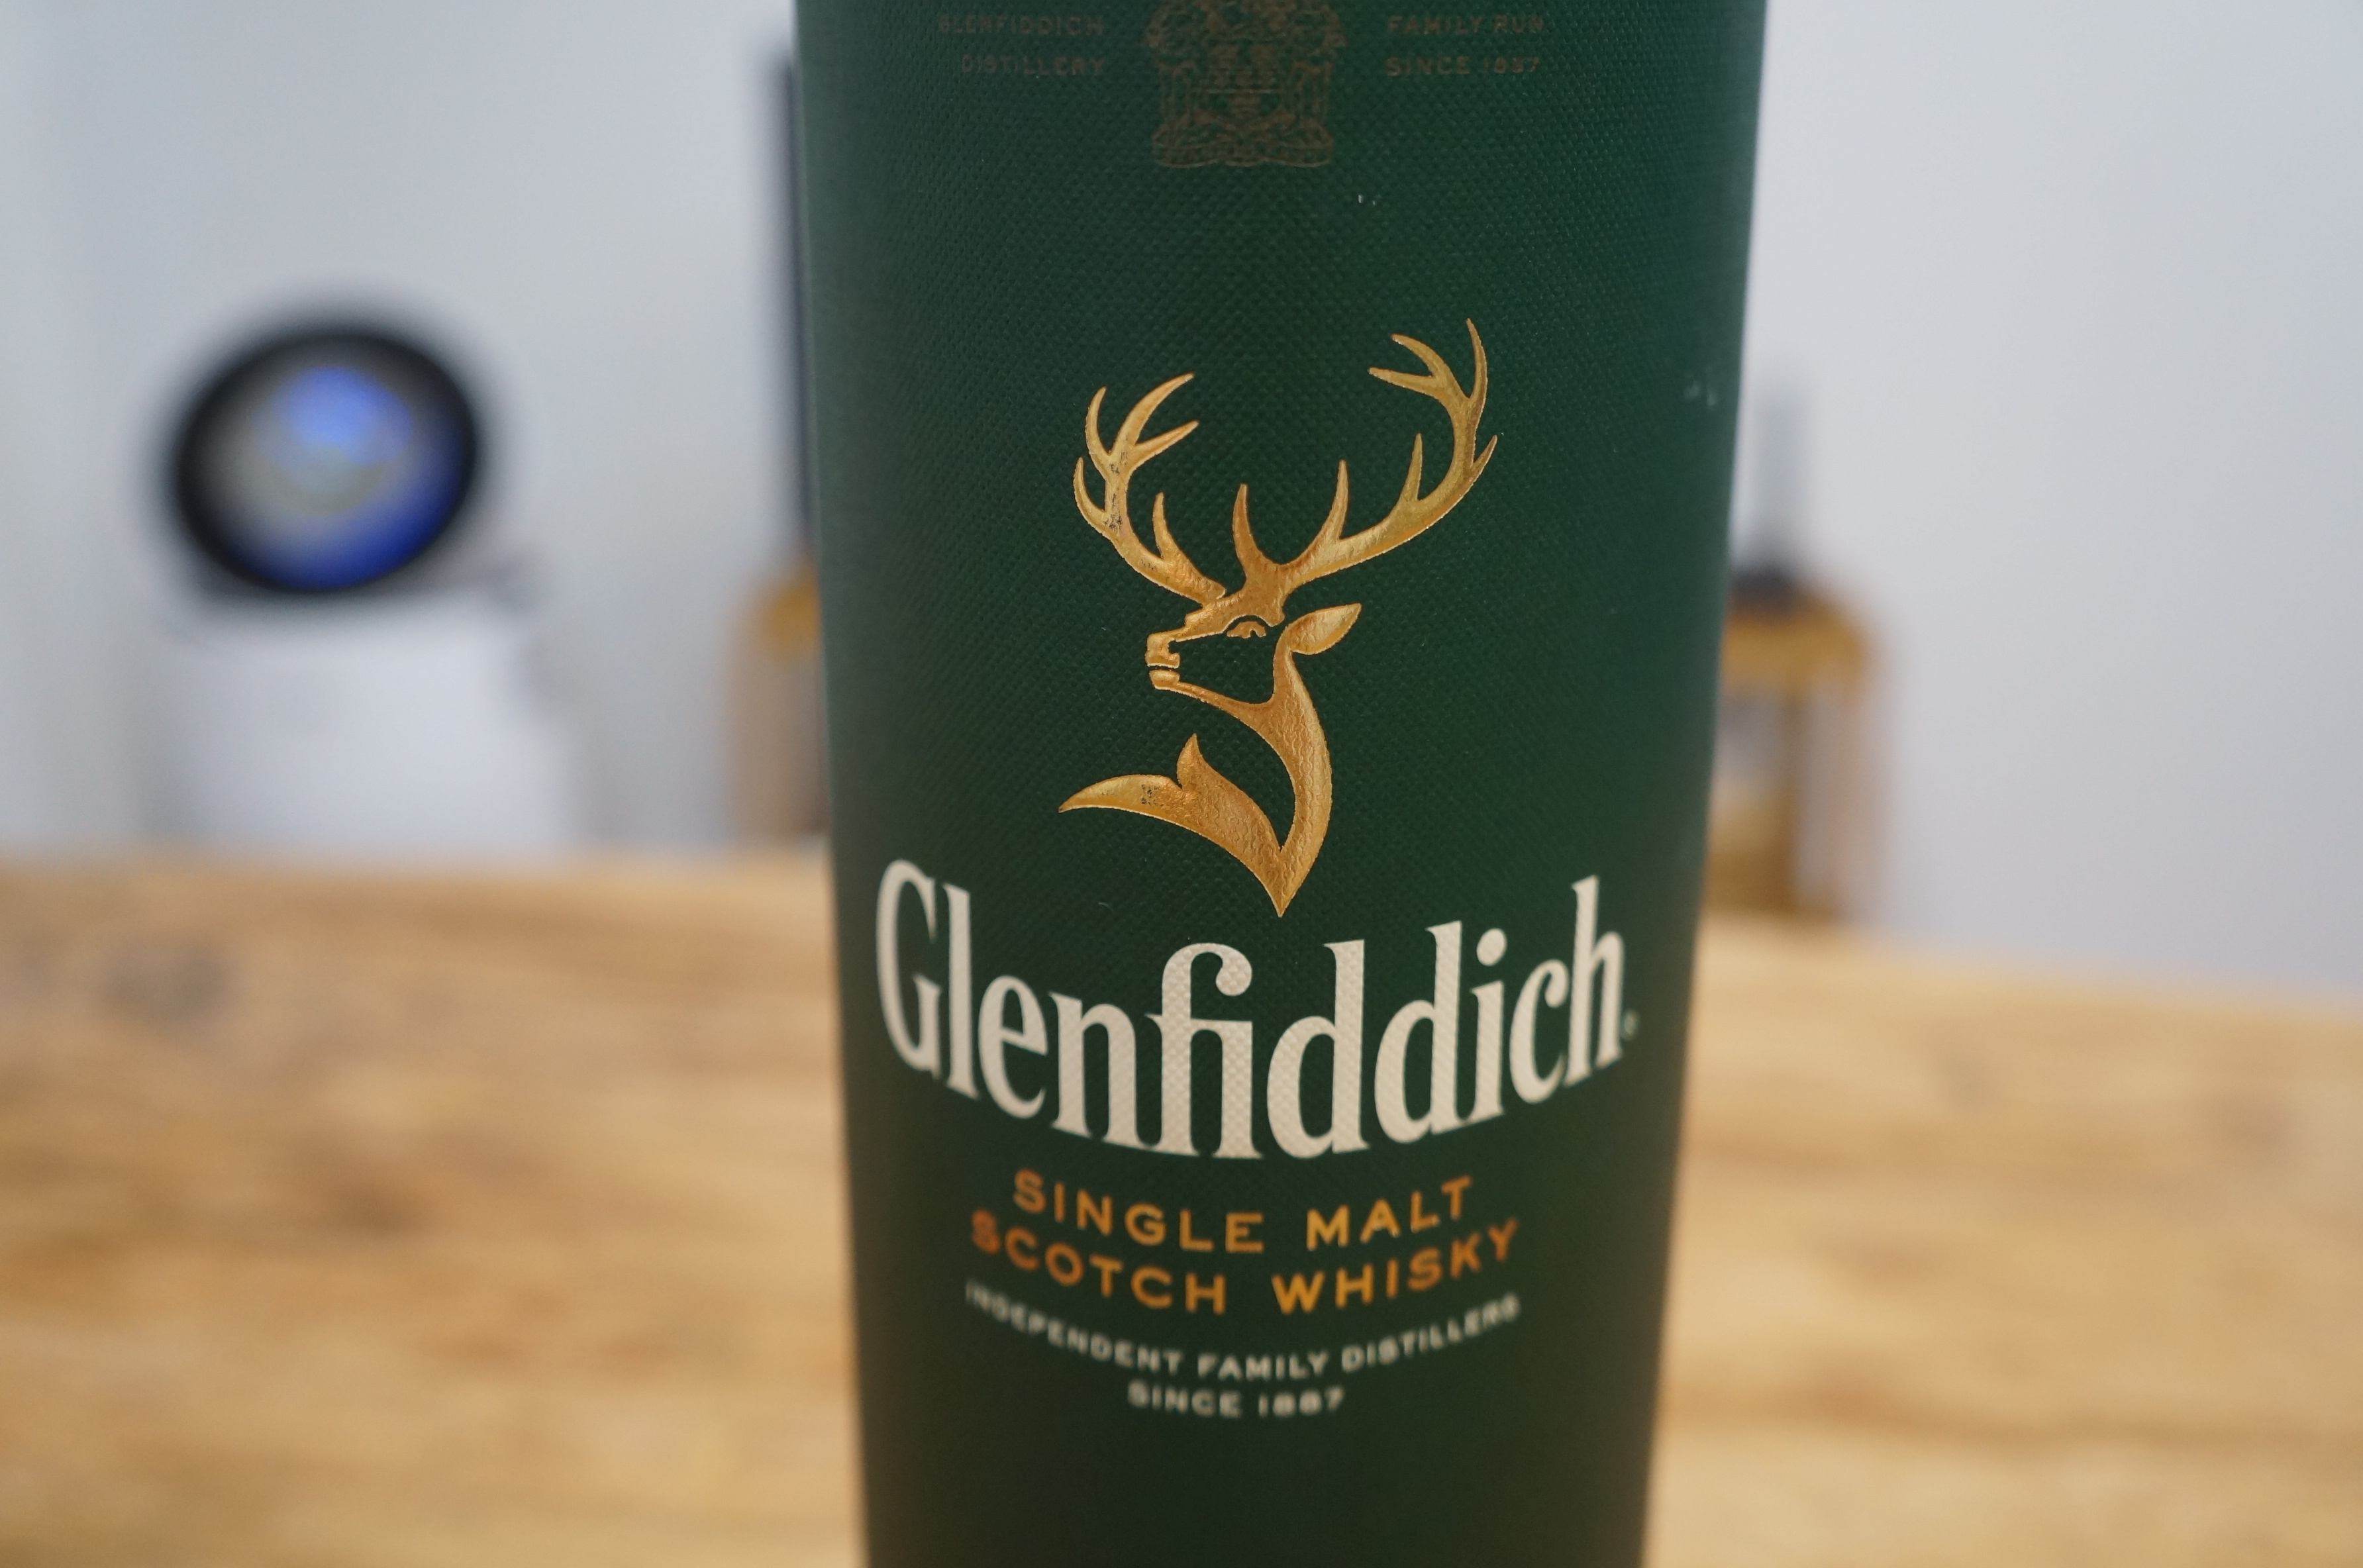 GLENFIDDICH
DISTILLERY
FAMILY RUN
SINCE 1887
Glenfiddich
SINGLE MALT
SCOTCH WHISKY
INDEPENDENT FAMILY DISTILLERS
SINCE 1887